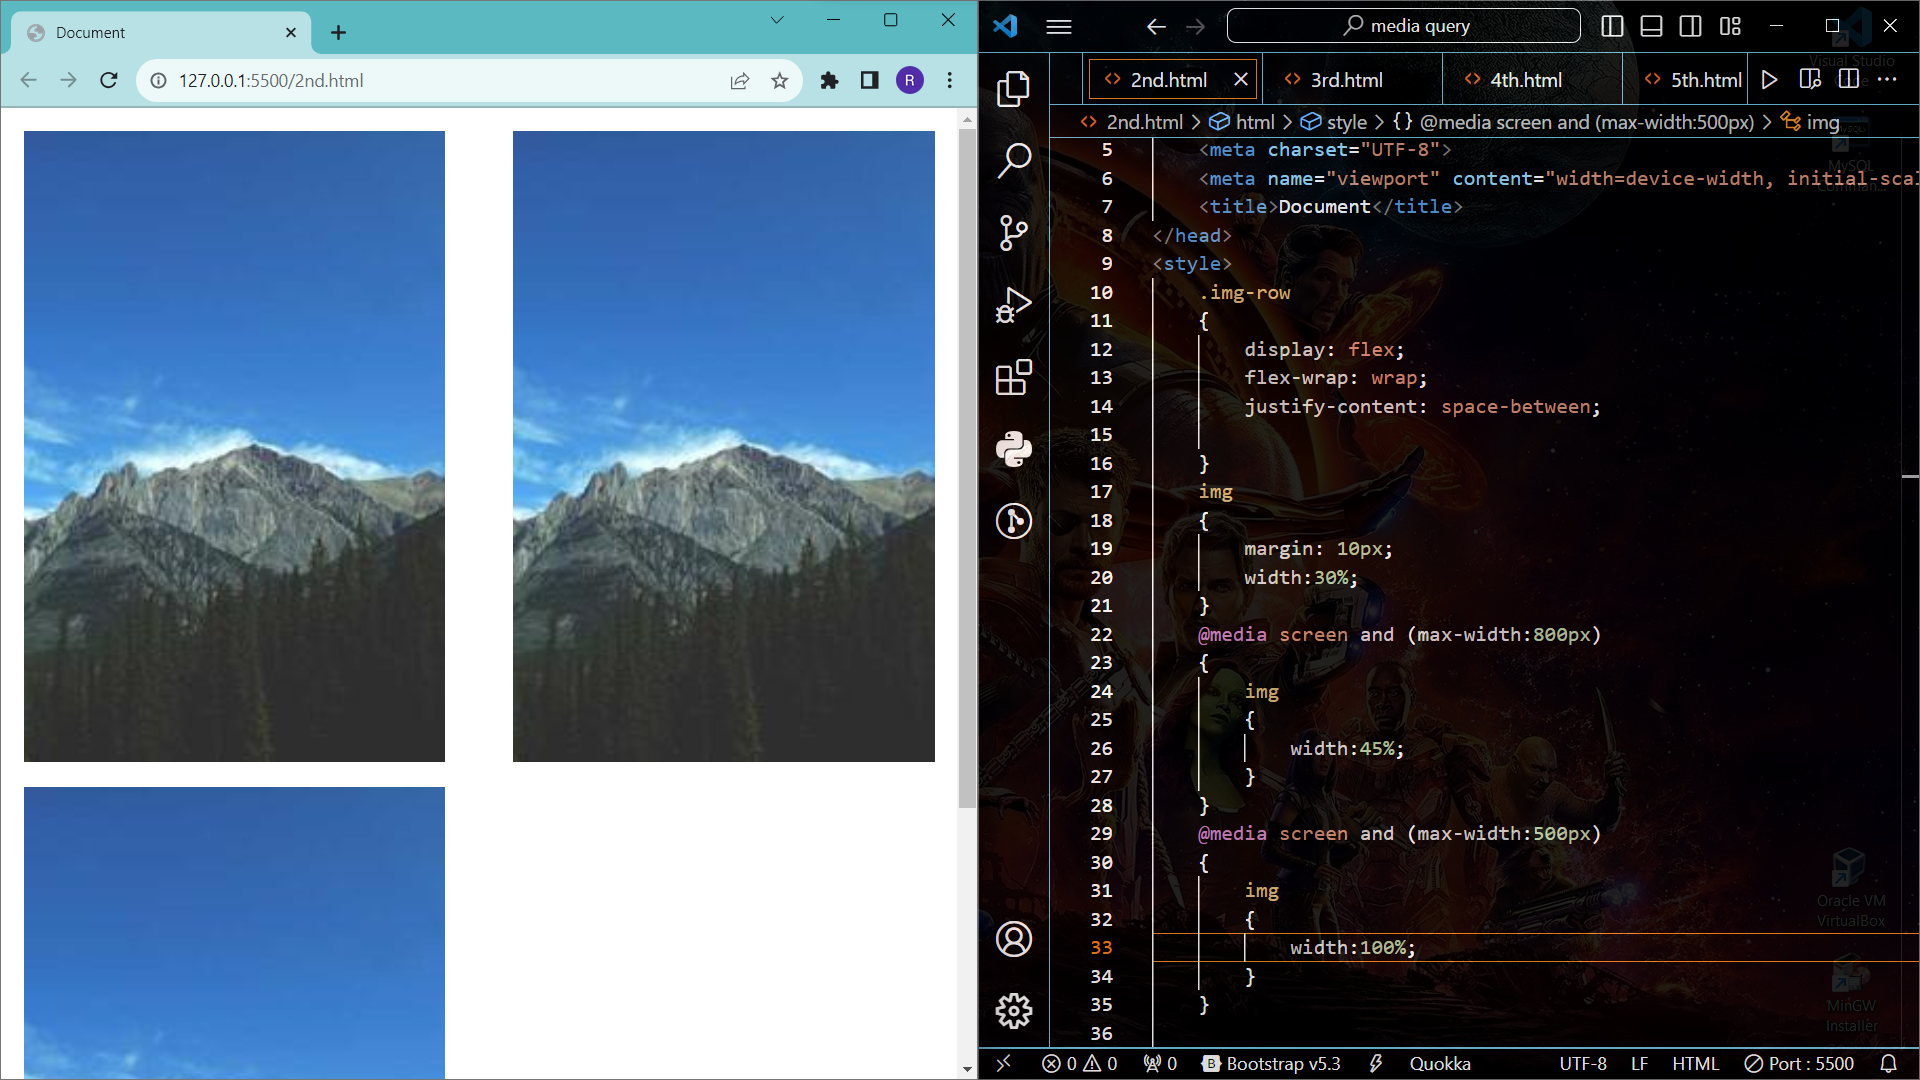 Document
127.0.0.1:5500/2nd.html
R
media query
2nd.html
3rd.html
4th.html
5th.html
2nd.html > html > style > {} @media screen and (max-width:500px) > img
5 <meta charset="UTF-8">
6 <meta name="viewport" content="width=device-width, initial-scal
7 <title>Document</title>
8 </head>
9 <style>
10 .img-row
11 {
12 display: flex;
13 flex-wrap: wrap;
14 justify-content: space-between;
15
16 }
17 img
18 {
19 margin: 10px;
20 width:30%;
21 }
22 @media screen and (max-width:800px)
23 {
24 img
25 {
26 width:45%;
27 }
28 }
29 @media screen and (max-width:500px)
30 {
31 img
32 {
33 width:100%;
34 }
35 }
36
Visual Studio
MySQL
Oracle VM
VirtualBox
MinGW
Installer
0 0 0 Bootstrap v5.3 Quokka UTF-8 LF HTML Port : 5500